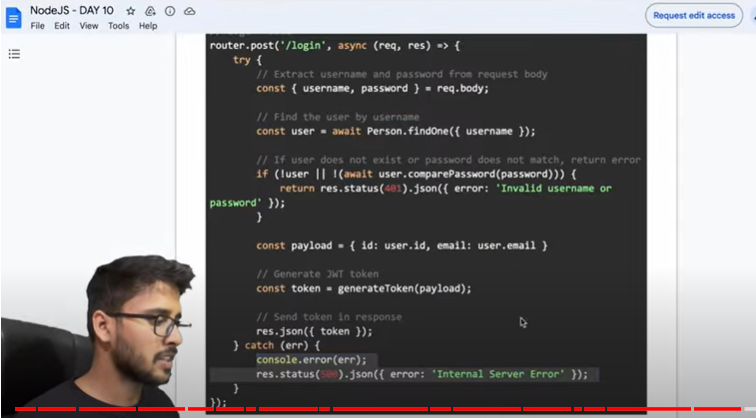 NodeJS - DAY 10
Request edit access
File Edit View Tools Help
router.post('/login', async (req, res) => {
try {
// Extract username and password from request body
const { username, password } = req.body;
// Find the user by username
const user = await Person.findOne({ username });
// If user does not exist or password does not match, return error
if (!user || !(await user.comparePassword(password))) {
return res.status(401).json({ error: 'Invalid username or
password' });
}
const payload = { id: user.id, email: user.email }
// Generate JWT token
const token = generateToken(payload);
// Send token in response
res.json({ token });
} catch (err) {
console.error(err);
res.status(500).json({ error: 'Internal Server Error' });
}
});